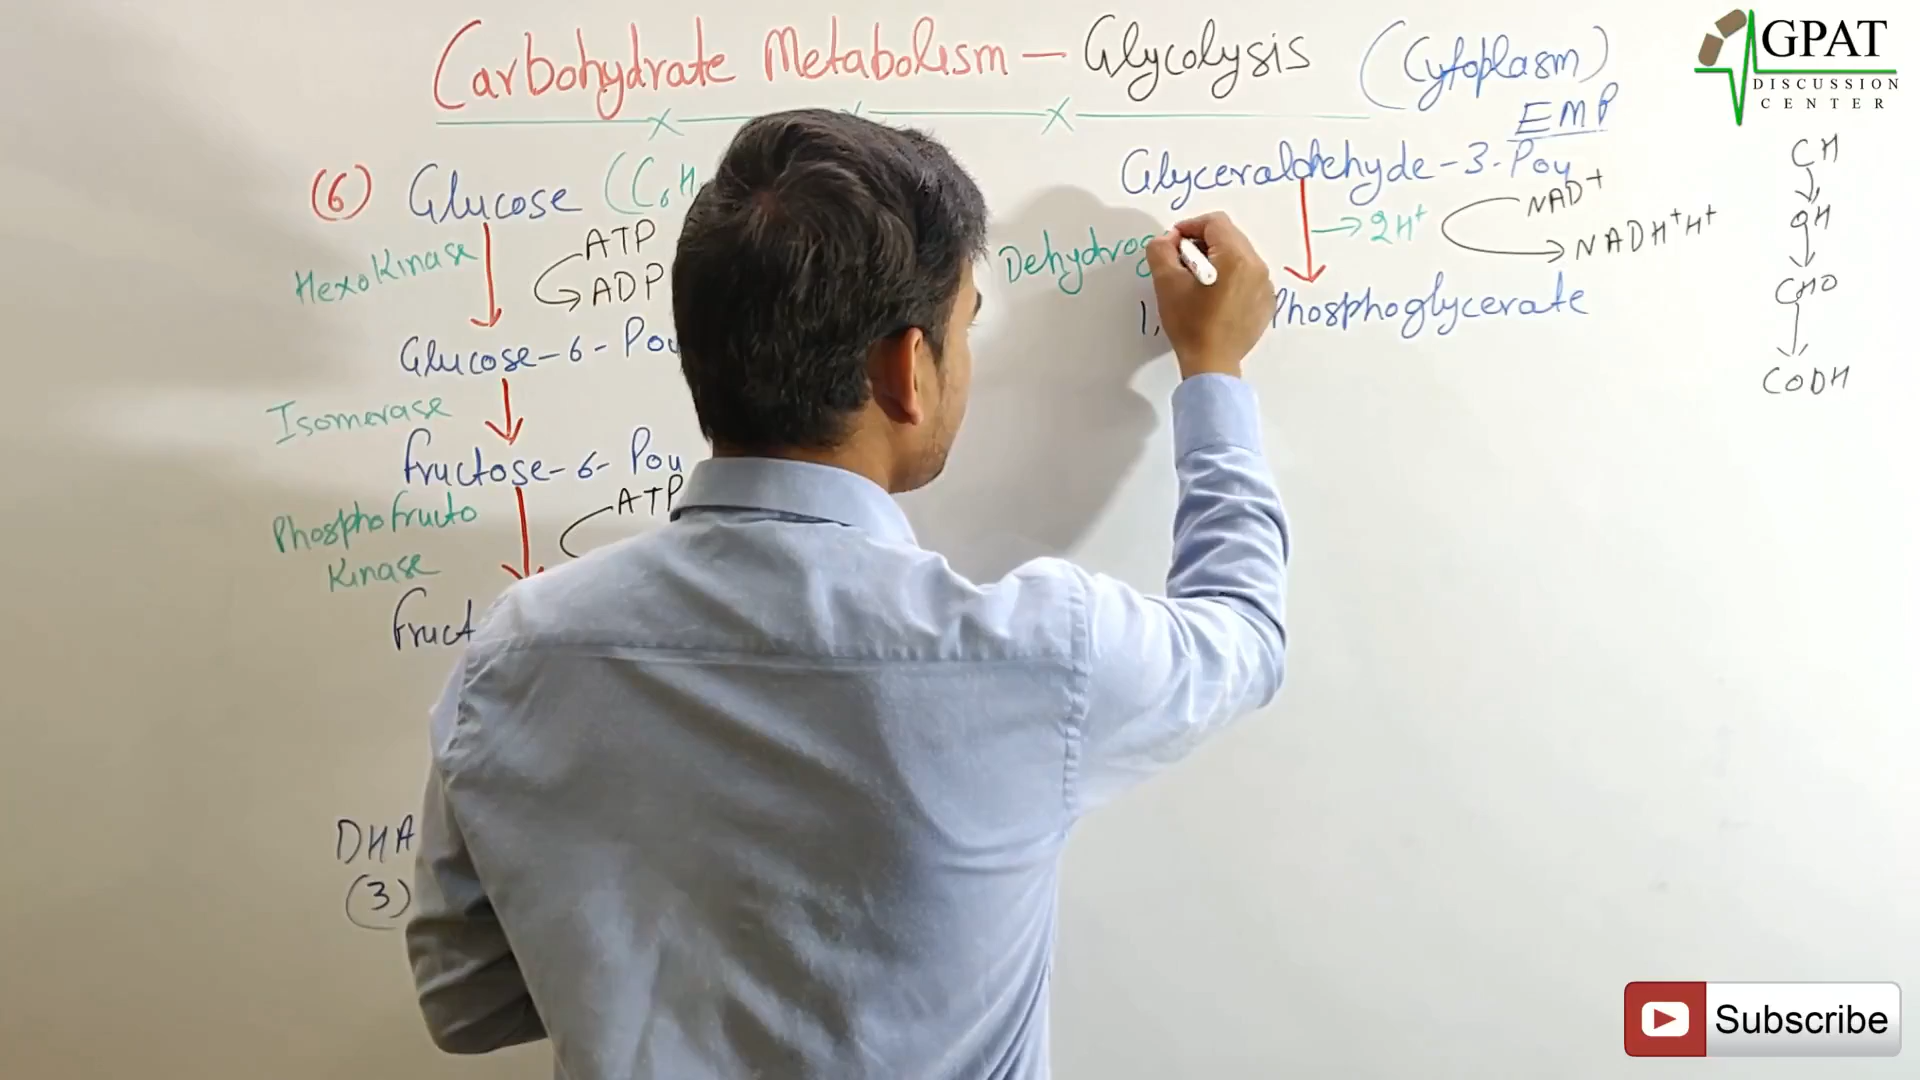 Carbohydrate Metabolism - Glycolysis (Cytoplasm)
EMP
(6) Glucose (C6H
Hexokinase
ATP
ADP
Glucose-6-Po4
Isomerase
Fructose-6-Po4
Phosphofructo
Kinase
ATP
Fruct
DHA
(3)
Glyceraldehyde-3-Po4
NAD+
2H+
NADH+H+
Dehydrog
1,
Phosphoglycerate
CH
OH
CHO
COOH
GPAT
DISCUSSION
CENTER
Subscribe